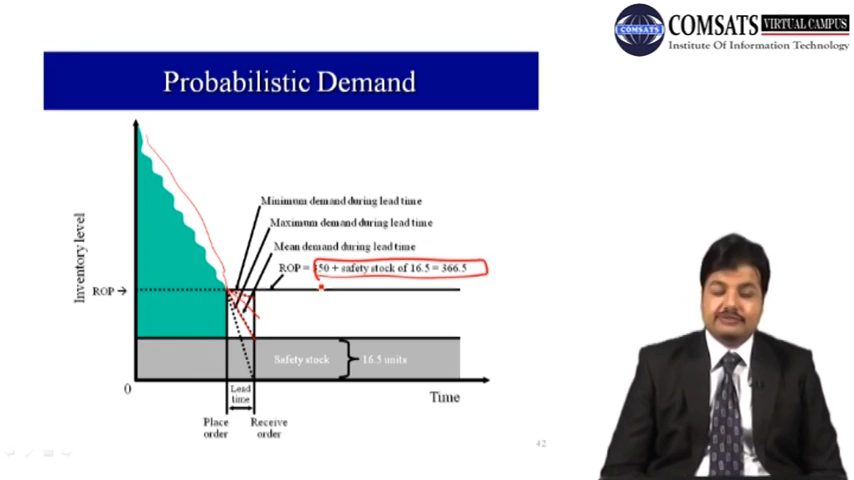 COMSATS
COMSATS VIRTUAL CAMPUS
Institute Of Information Technology
Probabilistic Demand
Inventory level
Minimum demand during lead time
Maximum demand during lead time
Mean demand during lead time
ROP = 350 + safety stock of 16.5 = 366.5
ROP →
Safety stock
16.5 units
0
Lead
time
Time
Place
order
Receive
order
42